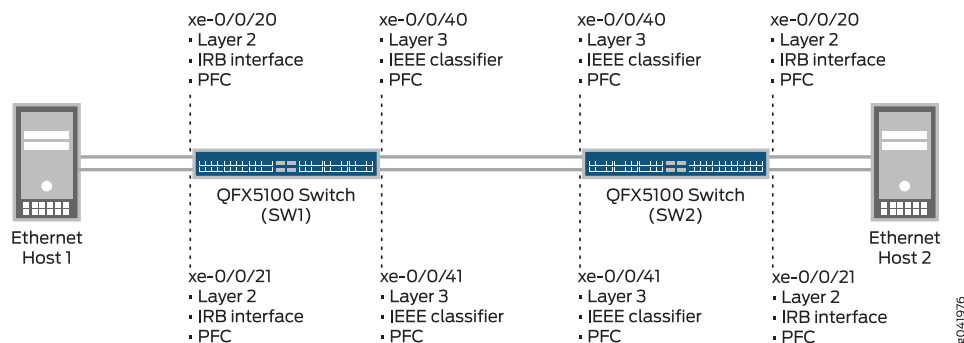 xe-0/0/20
▪ Layer 2
▪ IRB interface
▪ PFC
xe-0/0/40
▪ Layer 3
▪ IEEE classifier
▪ PFC
xe-0/0/40
▪ Layer 3
▪ IEEE classifier
▪ PFC
xe-0/0/20
▪ Layer 2
▪ IRB interface
▪ PFC
QFX5100 Switch
(SW1)
QFX5100 Switch
(SW2)
Ethernet
Host 1
Ethernet
Host 2
xe-0/0/21
▪ Layer 2
▪ IRB interface
▪ PFC
xe-0/0/41
▪ Layer 3
▪ IEEE classifier
▪ PFC
xe-0/0/41
▪ Layer 3
▪ IEEE classifier
▪ PFC
xe-0/0/21
▪ Layer 2
▪ IRB interface
▪ PFC
g041976